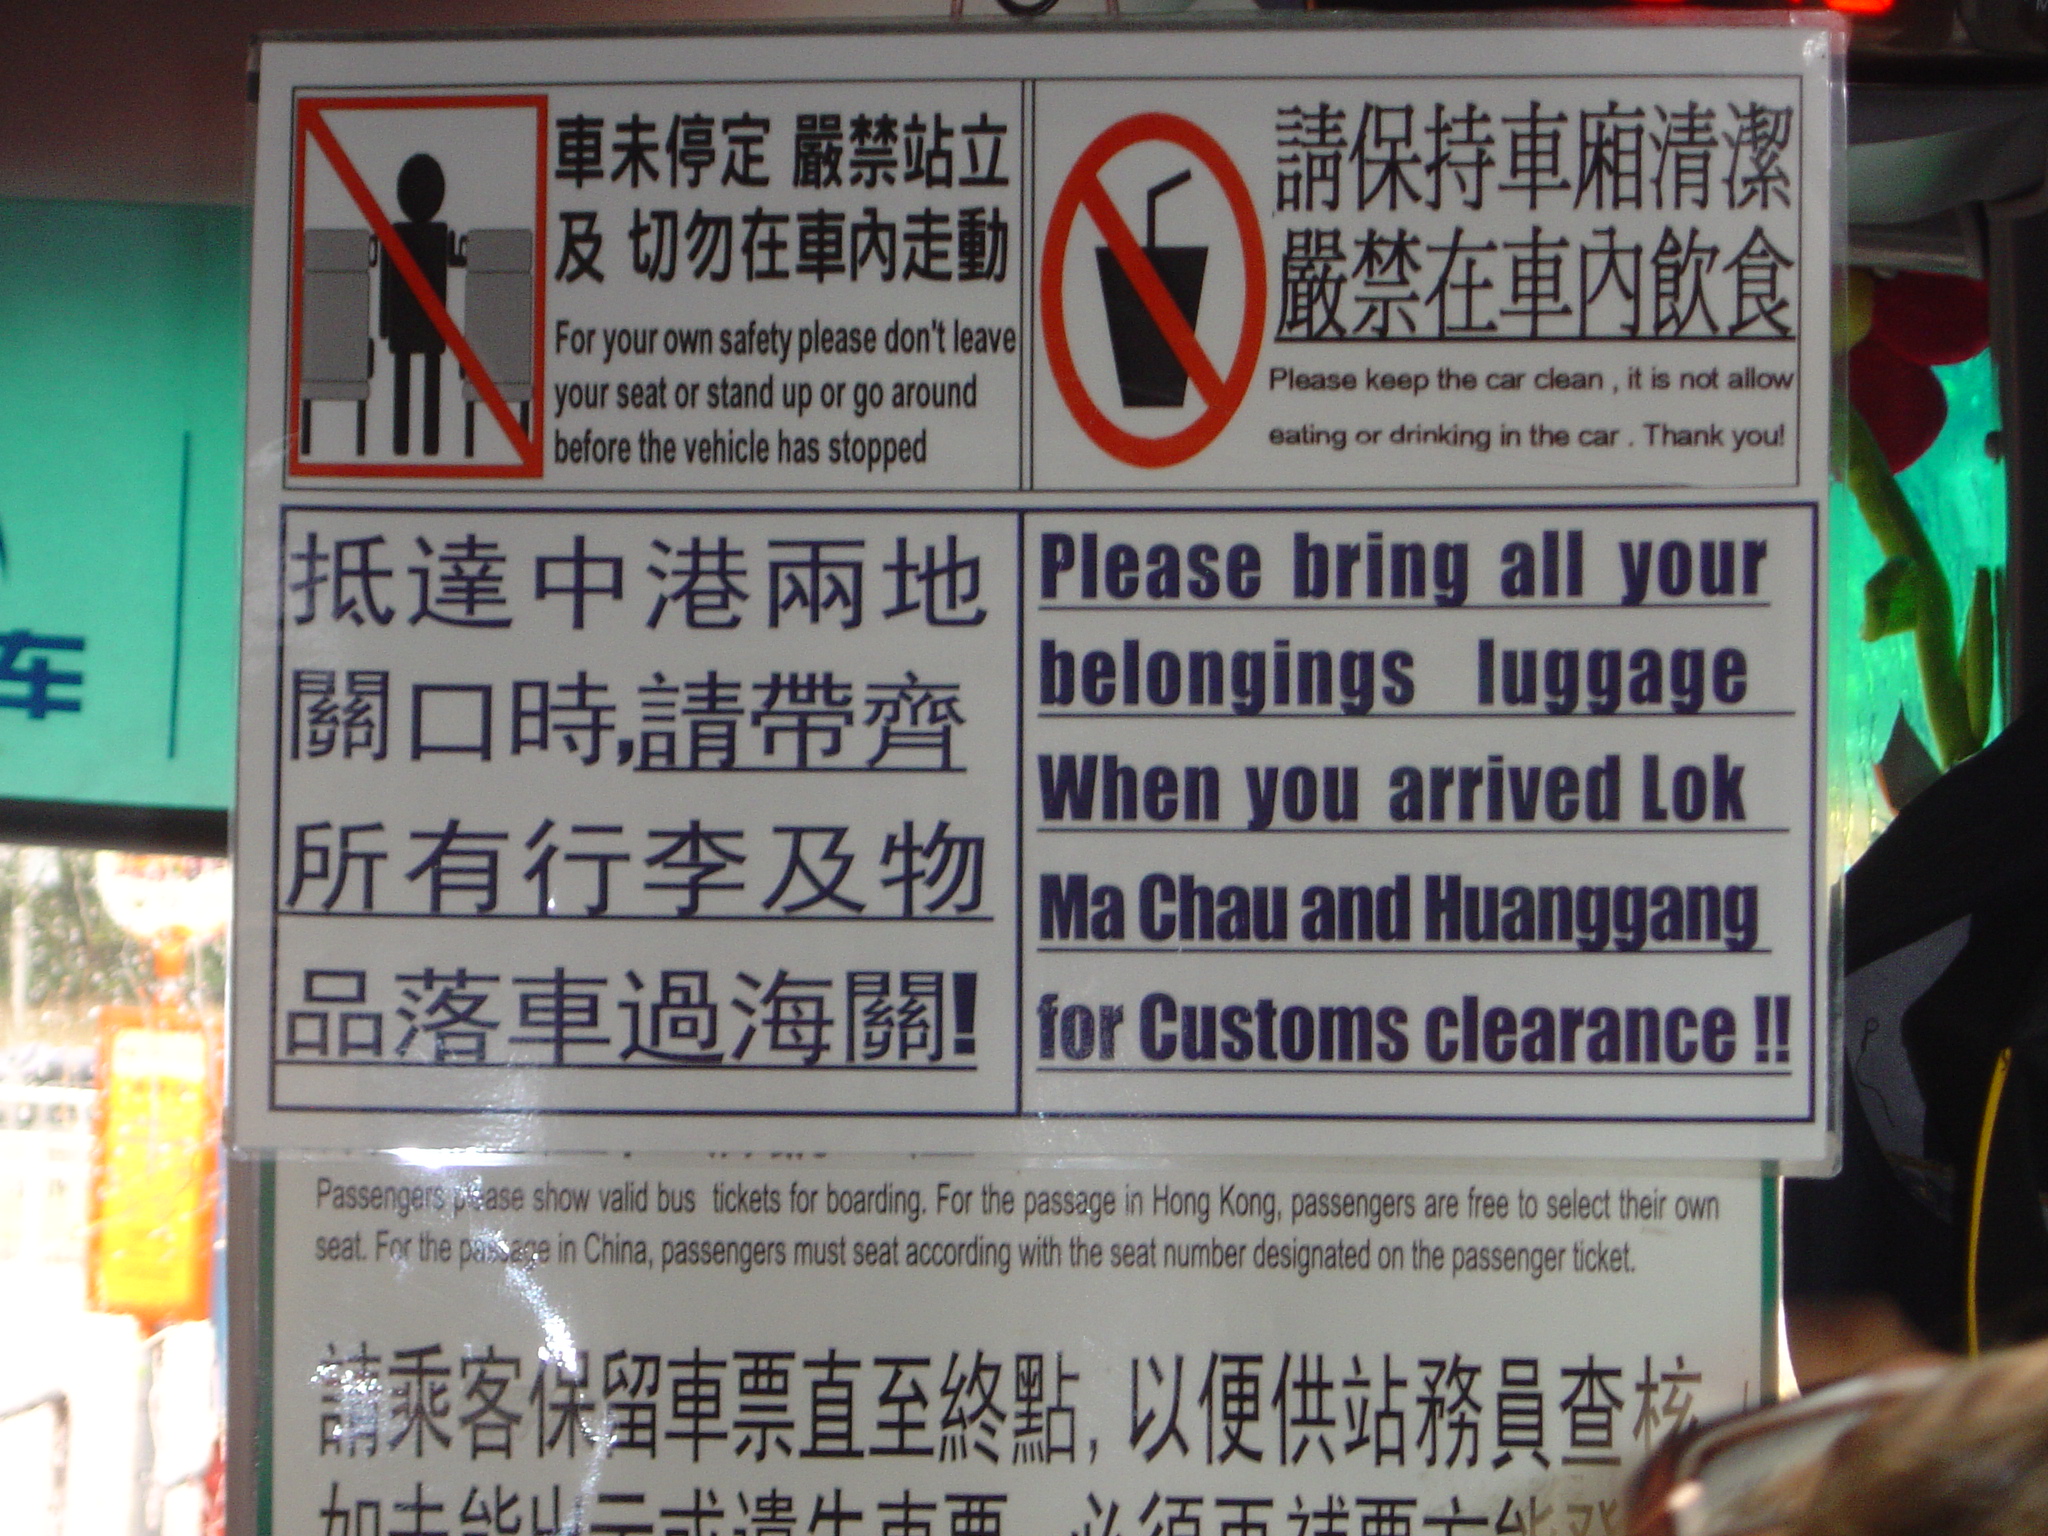 車未停定 嚴禁站立
及 切勿在車內走動
For your own safety please don't leave
your seat or stand up or go around
before the vehicle has stopped
請保持車廂清潔
嚴禁在車內飲食
Please keep the car clean , it is not allow
eating or drinking in the car . Thank you!
抵達中港兩地
關口時,請帶齊
所有行李及物
品落車過海關!
Please bring all your
belongings luggage
When you arrived Lok
Ma Chau and Huanggang
for Customs clearance !!
车
Passengers please show valid bus tickets for boarding. For the passage in Hong Kong, passengers are free to select their own
seat. For the passage in China, passengers must seat according with the seat number designated on the passenger ticket.
請乘客保留車票直至終點, 以便供站務員查核